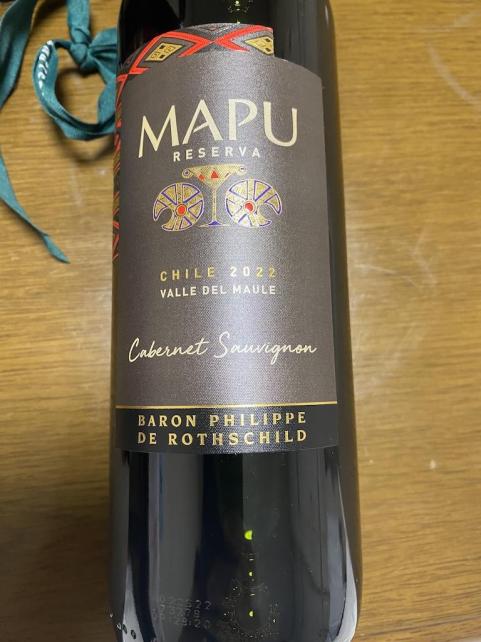 MAPU
RESERVA
CHILE 2022
VALLE DEL MAULE
Cabernet Sauvignon
BARON PHILIPPE
DE ROTHSCHILD